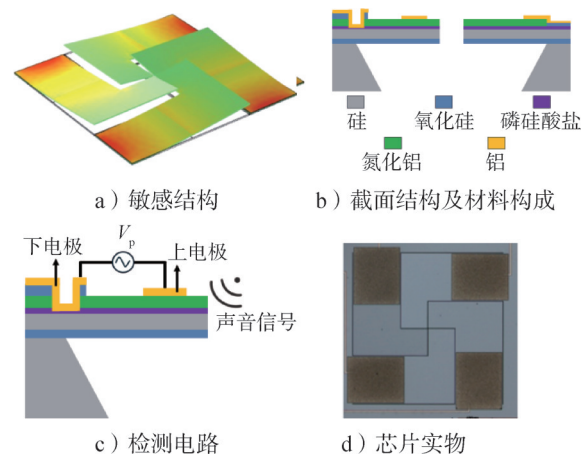 硅
氧化硅
磷硅酸盐
氮化铝
铝
a）敏感结构
b）截面结构及材料构成
下电极
Vp
上电极
声音信号
c）检测电路
d）芯片实物